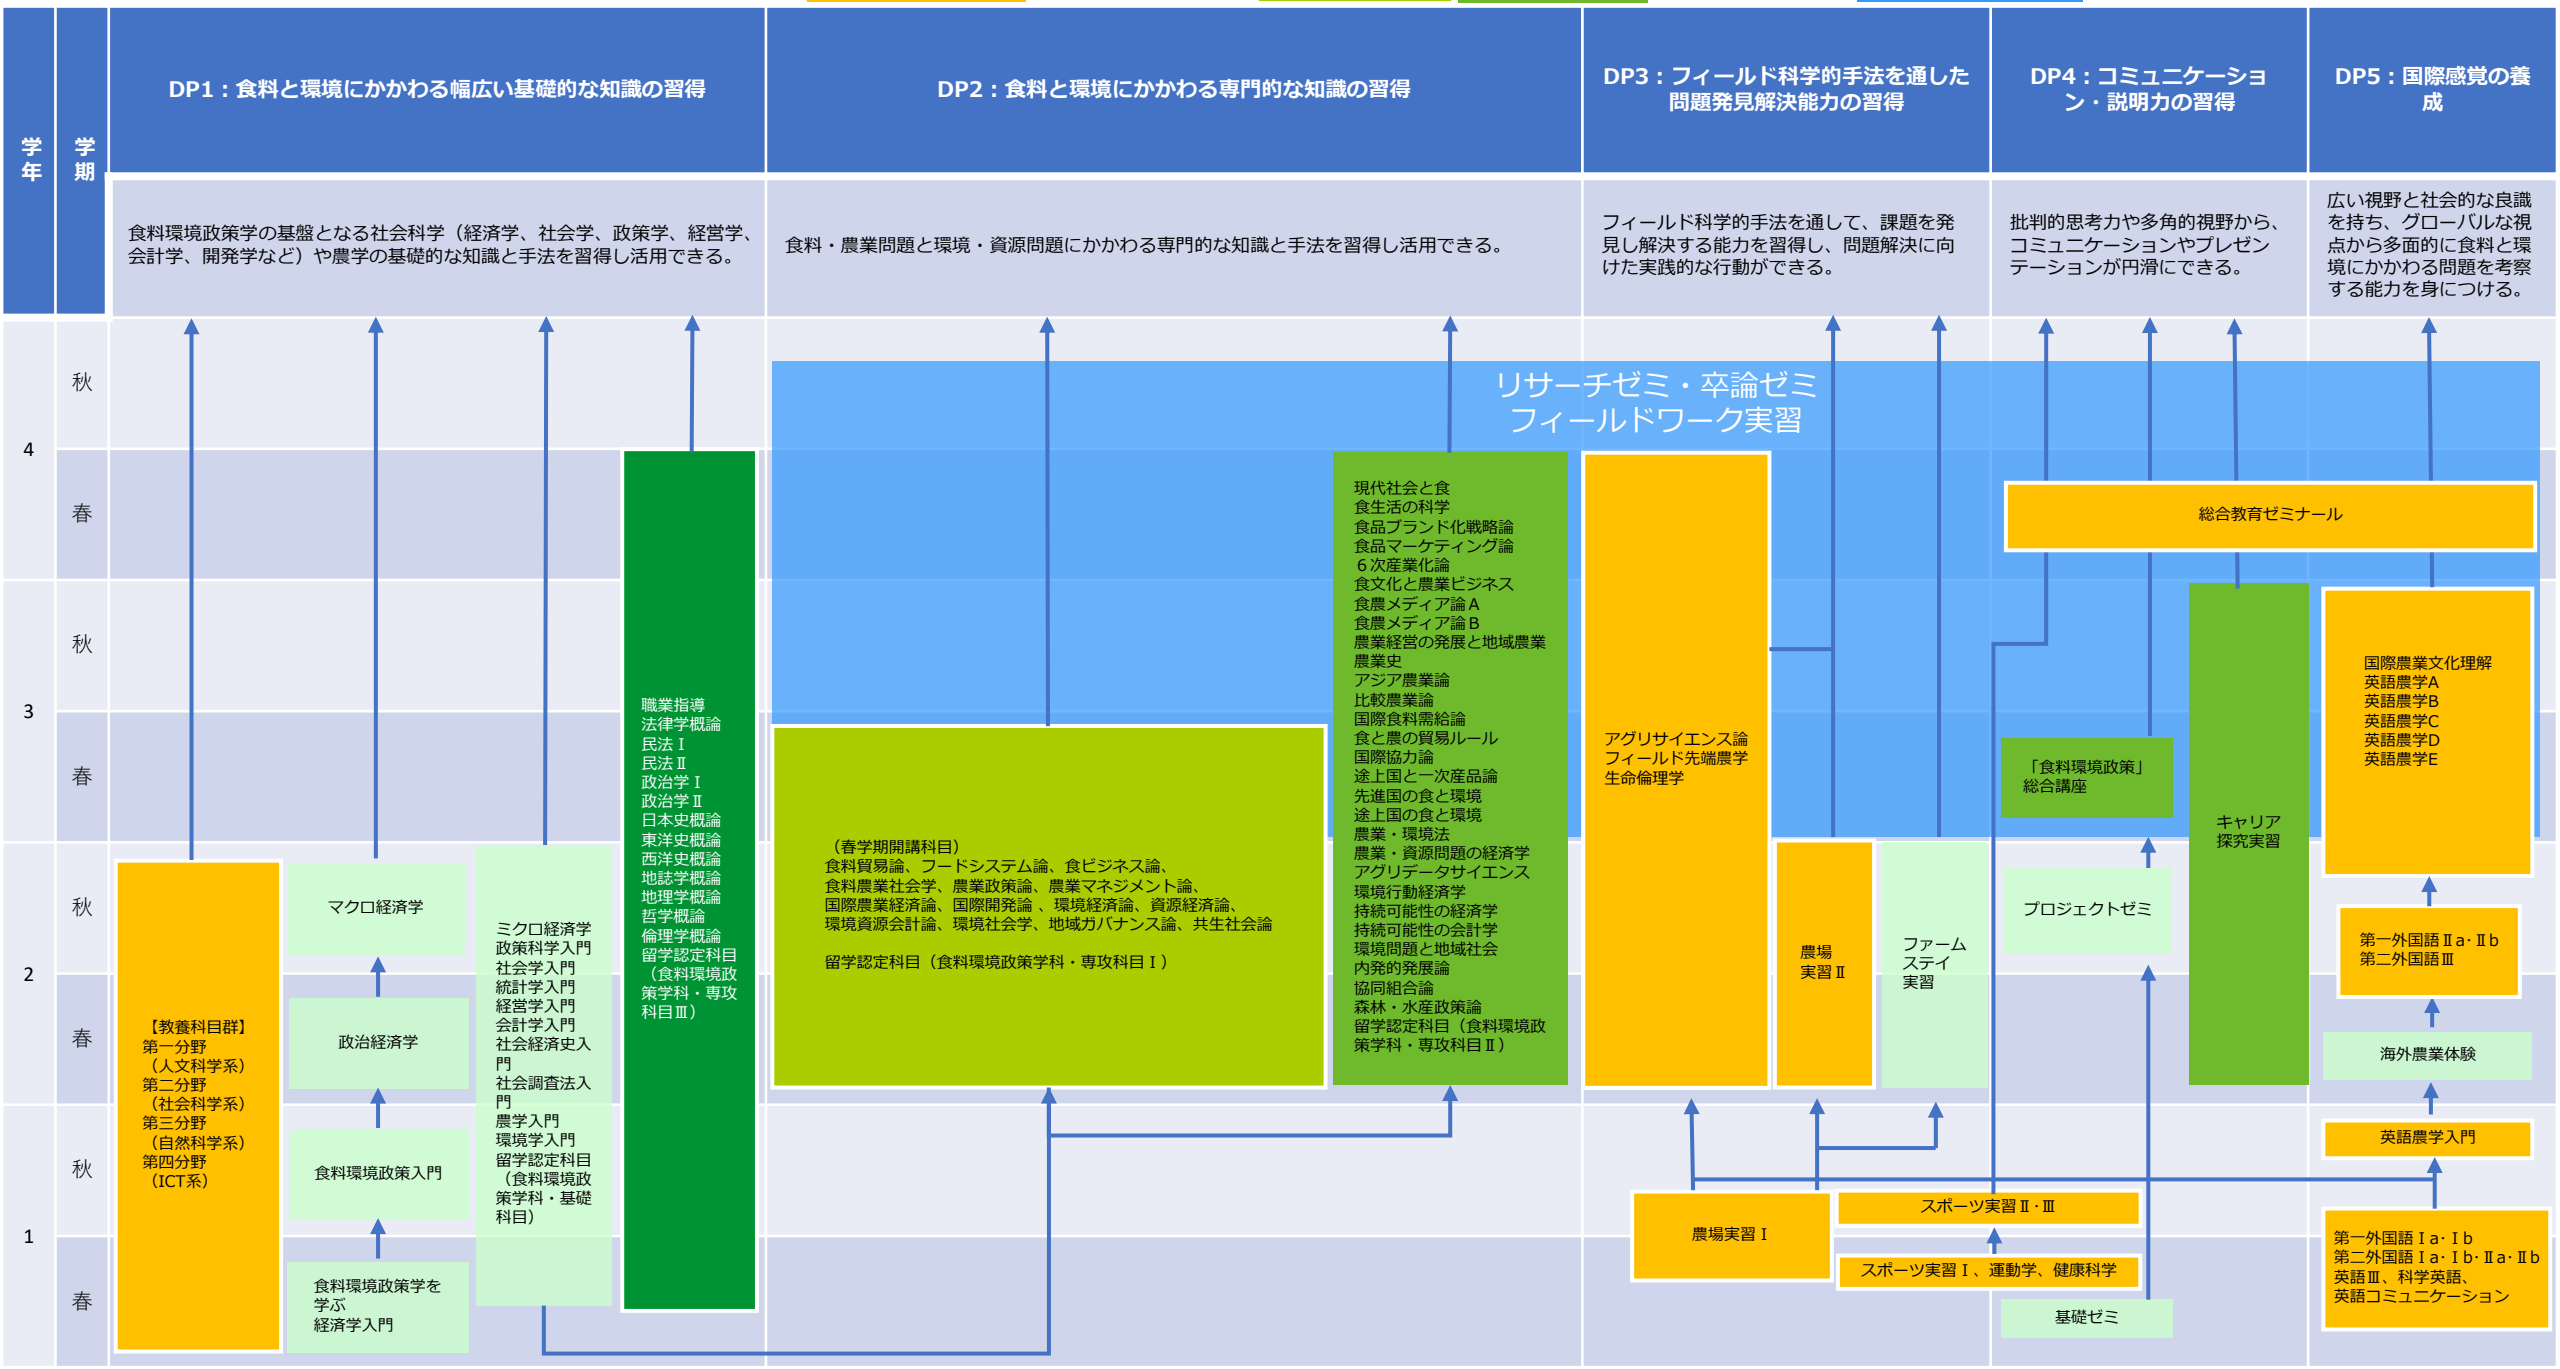 学年
学期
DP1：食料と環境にかかわる幅広い基礎的な知識の習得
DP2：食料と環境にかかわる専門的な知識の習得
DP3：フィールド科学的手法を通した
問題発見解決能力の習得
DP4：コミュニケーショ
ン・説明力の習得
DP5：国際感覚の養
成
食料環境政策学の基盤となる社会科学（経済学、社会学、政策学、経営学、
会計学、開発学など）や農学の基礎的な知識と手法を習得し活用できる。
食料・農業問題と環境・資源問題にかかわる専門的な知識と手法を習得し活用できる。
フィールド科学的手法を通して、課題を発
見し解決する能力を習得し、問題解決に向
けた実践的な行動ができる。
批判的思考力や多角的視野から、
コミュニケーションやプレゼン
テーションが円滑にできる。
広い視野と社会的な良識
を持ち、グローバルな視
点から多面的に食料と環
境にかかわる問題を考察
する能力を身につける。
4
秋
春
3
秋
春
2
秋
春
1
秋
春
リサーチゼミ・卒論ゼミ
フィールドワーク実習
【教養科目群】
第一分野
（人文科学系）
第二分野
（社会科学系）
第三分野
（自然科学系）
第四分野
（ICT系）
マクロ経済学
政治経済学
食料環境政策入門
食料環境政策学を
学ぶ
経済学入門
ミクロ経済学
政策科学入門
社会学入門
統計学入門
経営学入門
会計学入門
社会経済史入
門
社会調査法入
門
農学入門
環境学入門
留学認定科目
（食料環境政
策学科・基礎
科目）
職業指導
法律学概論
民法Ⅰ
民法Ⅱ
政治学Ⅰ
政治学Ⅱ
日本史概論
東洋史概論
西洋史概論
地誌学概論
地理学概論
哲学概論
倫理学概論
留学認定科目
（食料環境政
策学科・専攻
科目Ⅲ）
（春学期開講科目）
食料貿易論、フードシステム論、食ビジネス論、
食料農業社会学、農業政策論、農業マネジメント論、
国際農業経済論、国際開発論 、環境経済論、資源経済論、
環境資源会計論、環境社会学、地域ガバナンス論、共生社会論
留学認定科目（食料環境政策学科・専攻科目Ⅰ）
現代社会と食
食生活の科学
食品ブランド化戦略論
食品マーケティング論
６次産業化論
食文化と農業ビジネス
食農メディア論Ａ
食農メディア論Ｂ
農業経営の発展と地域農業
農業史
アジア農業論
比較農業論
国際食料需給論
食と農の貿易ルール
国際協力論
途上国と一次産品論
先進国の食と環境
途上国の食と環境
農業・環境法
農業・資源問題の経済学
アグリデータサイエンス
環境行動経済学
持続可能性の経済学
持続可能性の会計学
環境問題と地域社会
内発的発展論
協同組合論
森林・水産政策論
留学認定科目（食料環境政
策学科・専攻科目Ⅱ）
アグリサイエンス論
フィールド先端農学
生命倫理学
農場
実習Ⅱ
ファーム
ステイ
実習
農場実習Ⅰ
スポーツ実習Ⅱ･Ⅲ
スポーツ実習Ⅰ、運動学、健康科学
総合教育ゼミナール
「食料環境政策」
総合講座
プロジェクトゼミ
基礎ゼミ
キャリア
探究実習
国際農業文化理解
英語農学A
英語農学B
英語農学C
英語農学D
英語農学E
第一外国語Ⅱa･Ⅱb
第二外国語Ⅲ
海外農業体験
英語農学入門
第一外国語Ⅰa･Ⅰb
第二外国語Ⅰa･Ⅰb･Ⅱa･Ⅱb
英語Ⅲ、科学英語、
英語コミュニケーション